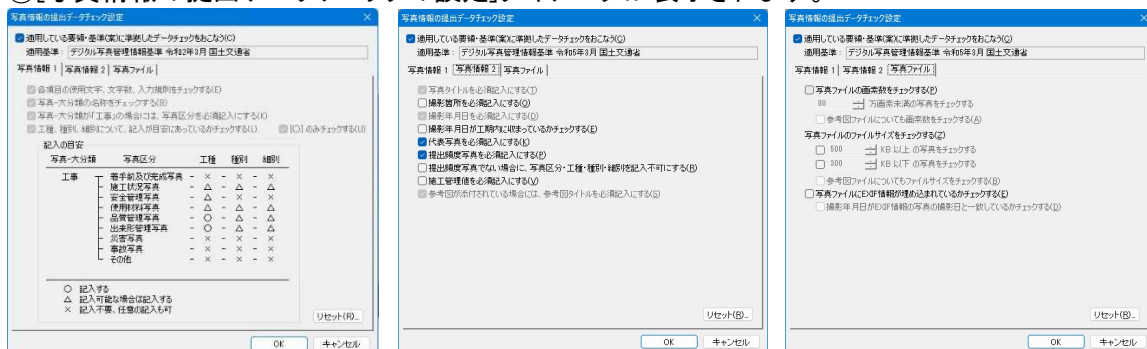 写真情報の提出データチェック設定
適用している要領・基準(案)に準拠したデータチェックをおこなう(C)
適用基準： デジタル写真管理情報基準 令和2年3月 国土交通省
写真情報 1 写真情報 2 写真ファイル
各項目の使用文字、文字数、入力規則をチェックする(E)
写真-大分類の名称をチェックする(B)
写真-大分類が「工事」の場合には、写真区分を必須記入にする(K)
工種、種別、細別について、記入が目安にあっているかチェックする(L) [○]のみチェックする(U)
記入の目安
写真-大分類 写真区分 工種 種別 細別
工事 着手前及び完成写真 - × - × - ×
施工状況写真 - △ - △ - △
安全管理写真 - △ - × - ×
使用材料写真 - △ - △ - △
品質管理写真 - ○ - △ - △
出来形管理写真 - ○ - △ - △
災害写真 - × - × - ×
事故写真 - × - × - ×
その他 - × - × - ×
○ 記入する
△ 記入可能な場合は記入する
× 記入不要、任意の記入も可
リセット(R)...
OK キャンセル
写真情報の提出データチェック設定
適用している要領・基準(案)に準拠したデータチェックをおこなう(C)
適用基準： デジタル写真管理情報基準 令和5年3月 国土交通省
写真情報 1 写真情報 2 写真ファイル
写真タイトルを必須記入にする(T)
撮影箇所を必須記入にする(O)
撮影年月日を必須記入にする(D)
撮影年月日が工期内に収まっているかチェックする(E)
代表写真を必須記入にする(K)
提出頻度写真を必須記入にする(P)
提出頻度写真でない場合に、写真区分・工種・種別・細別を記入不可にする(R)
施工管理値を必須記入にする(V)
参考図が添付されている場合には、参考図タイトルを必須記入にする(S)
リセット(R)...
OK キャンセル
写真情報の提出データチェック設定
適用している要領・基準(案)に準拠したデータチェックをおこなう(C)
適用基準： デジタル写真管理情報基準 令和5年3月 国土交通省
写真情報 1 写真情報 2 写真ファイル
写真ファイルの画素数をチェックする(P)
80 万画素未満の写真をチェックする
参考図ファイルについても画素数をチェックする(A)
写真ファイルのファイルサイズをチェックする(Z)
500 KB 以上 の写真をチェックする
300 KB 以下 の写真をチェックする
参考図ファイルについてもファイルサイズをチェックする(B)
写真ファイルにEXIF情報が埋め込まれているかチェックする(E)
撮影年月日がEXIF情報の写真の撮影日と一致しているかチェックする(D)
リセット(R)...
OK キャンセル